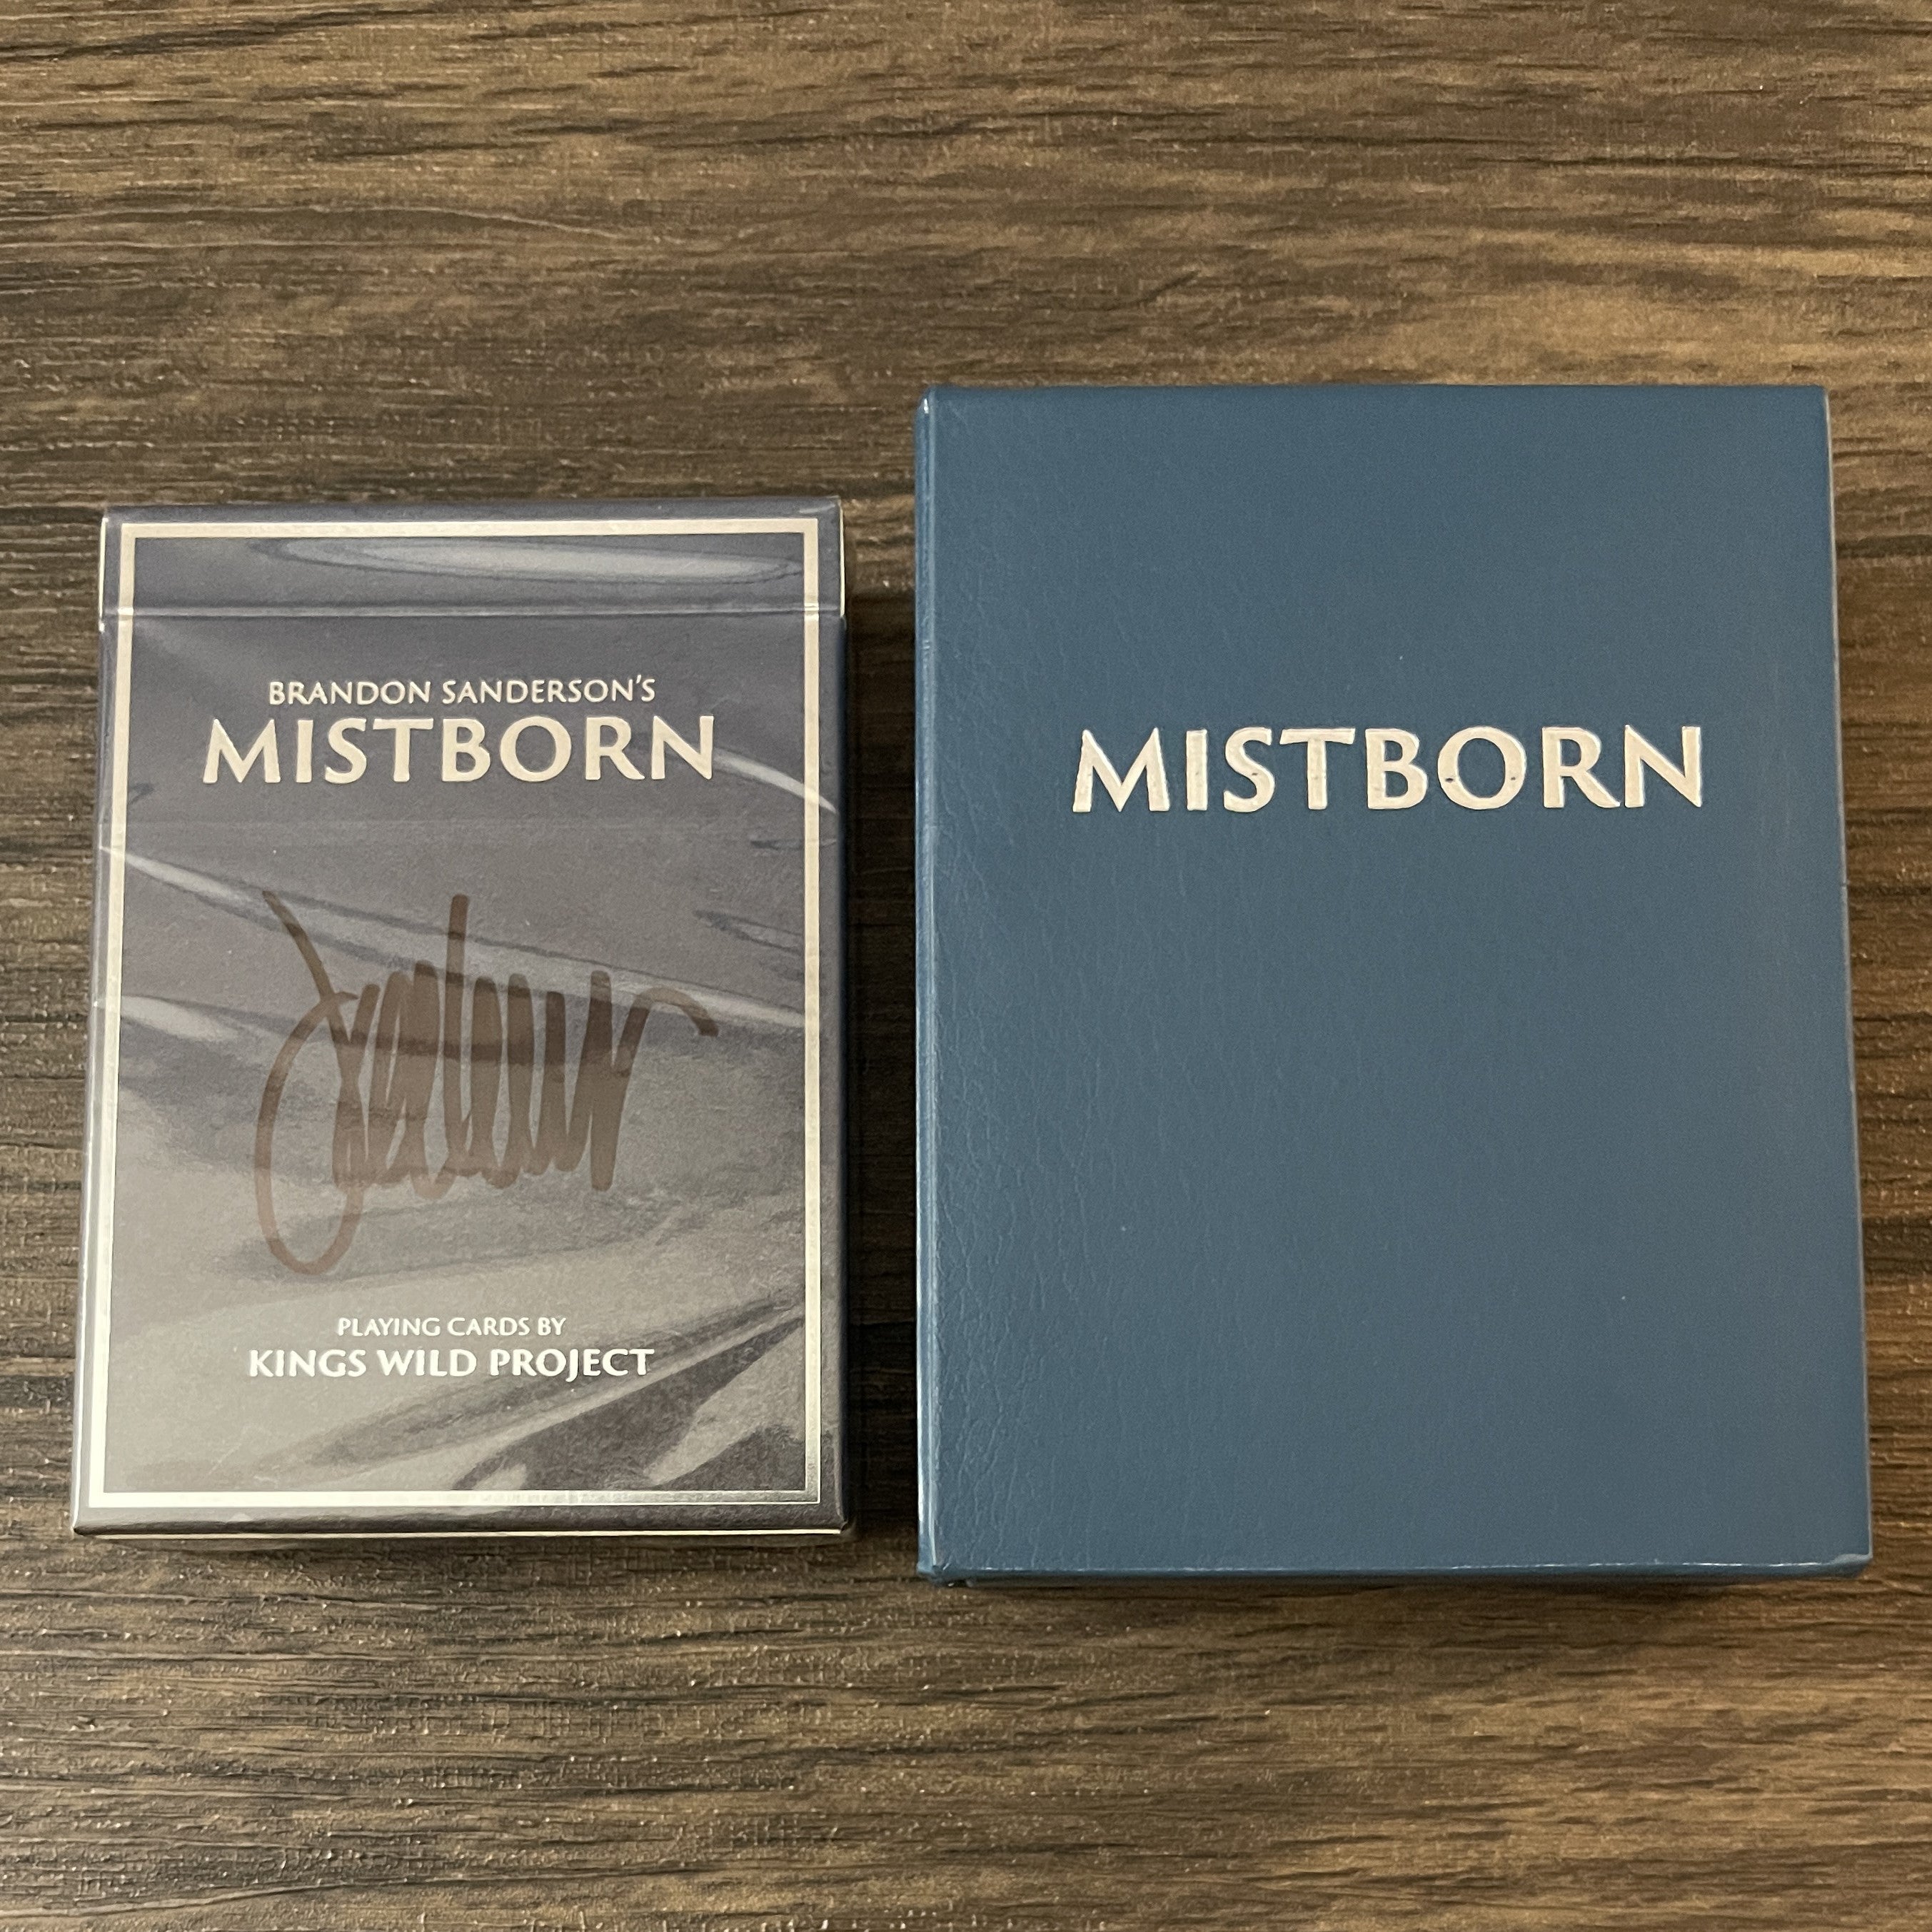 BRANDON SANDERSON'S
MISTBORN
PLAYING CARDS BY
KINGS WILD PROJECT
MISTBORN